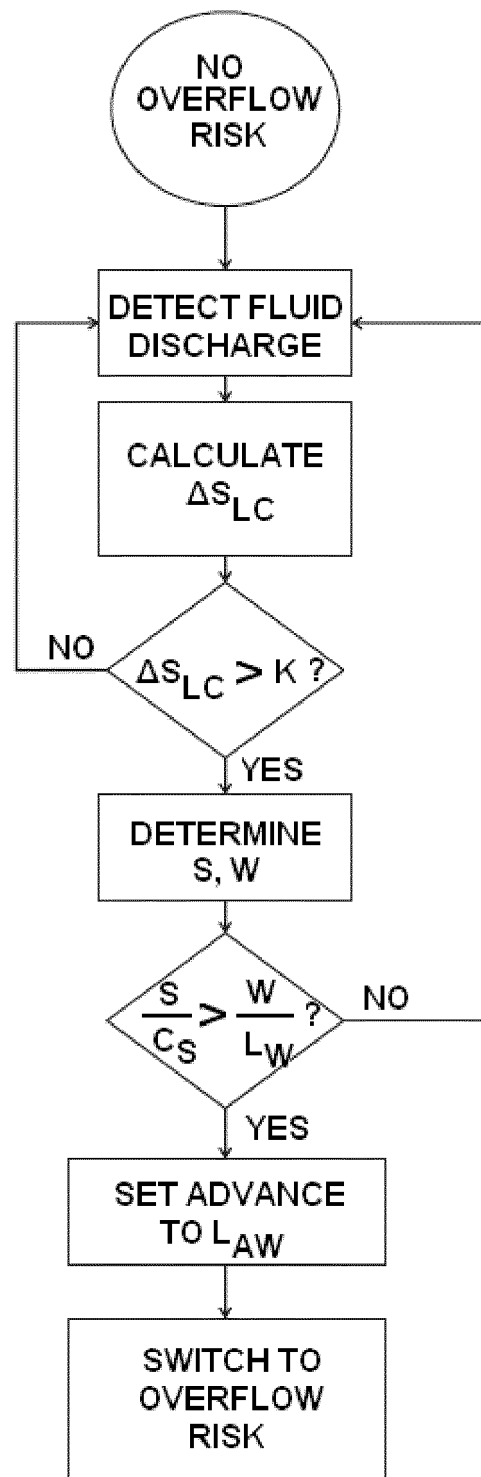 NO
OVERFLOW
RISK
DETECT FLUID
DISCHARGE
CALCULATE
ΔS_LC
ΔS_LC > K ?
NO
YES
DETERMINE
S, W
S/C_S > W/L_W ?
NO
YES
SET ADVANCE
TO L_AW
SWITCH TO
OVERFLOW
RISK